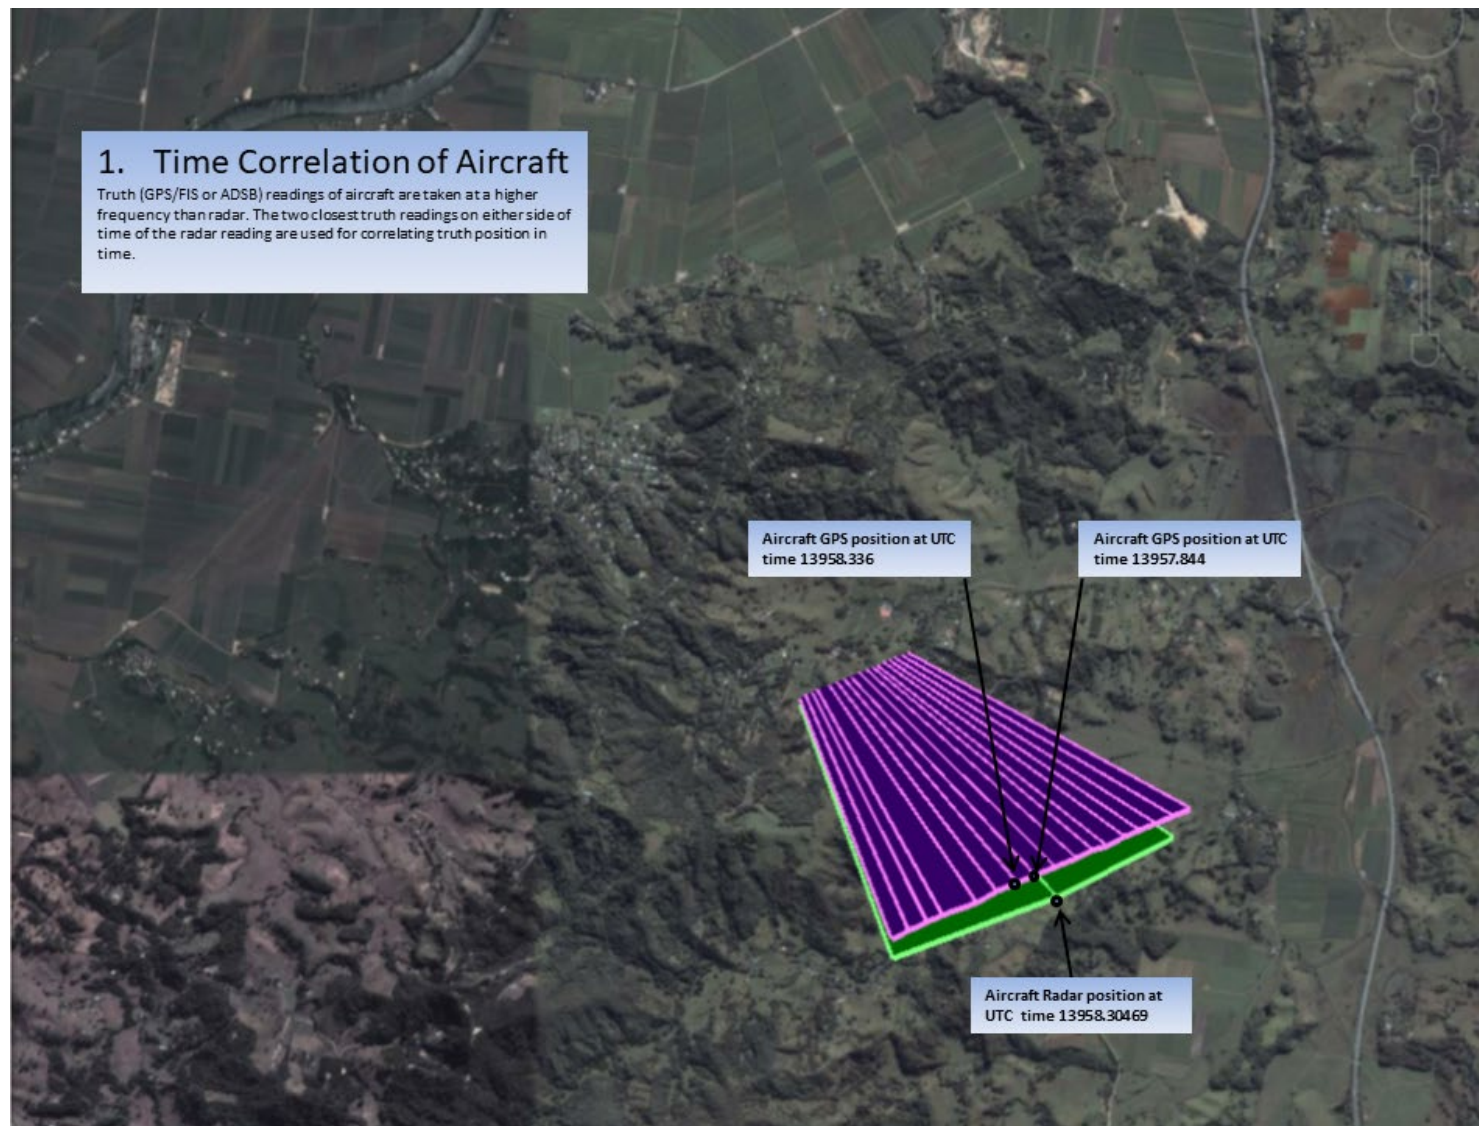 1. Time Correlation of Aircraft
Truth (GPS/FIS or ADSB) readings of aircraft are taken at a higher
frequency than radar. The two closest truth readings on either side of
time of the radar reading are used for correlating truth position in
time.
Aircraft GPS position at UTC
time 13958.336
Aircraft GPS position at UTC
time 13957.844
Aircraft Radar position at
UTC time 13958.30469